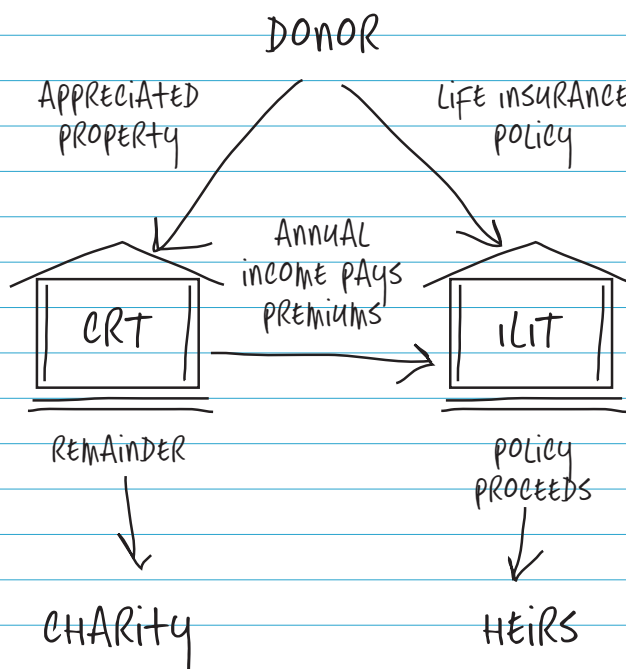 DONOR
APPRECIATED
PROPERTY
LIFE INSURANCE
POLICY
ANNUAL
INCOME PAYS
PREMIUMS
CRT
ILIT
REMAINDER
POLICY
PROCEEDS
CHARITY
HEIRS